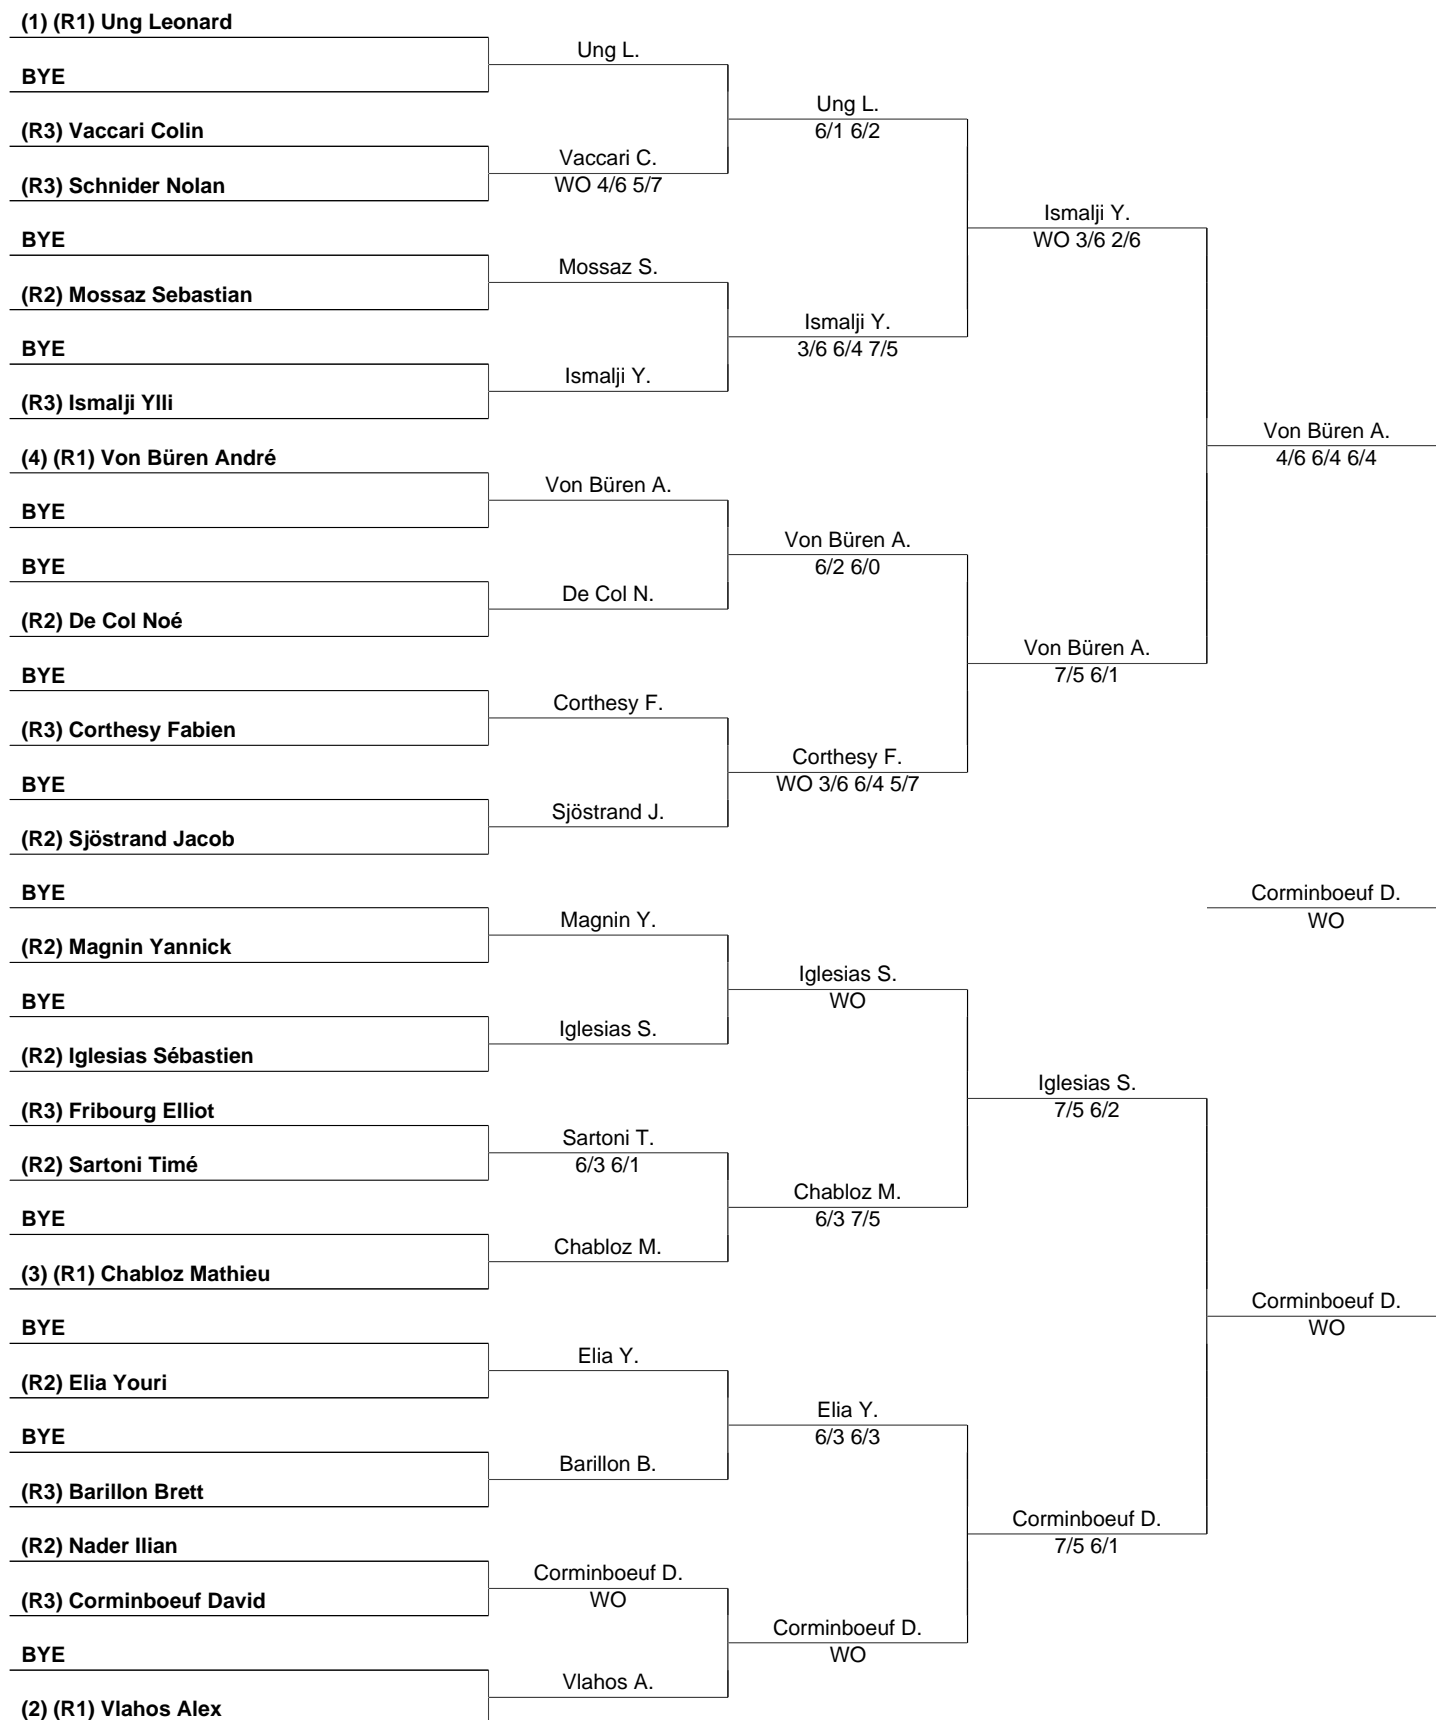 (1) (R1) Ung Leonard
Ung L.
BYE
Ung L.
6/1 6/2
(R3) Vaccari Colin
Vaccari C.
WO 4/6 5/7
(R3) Schnider Nolan
Ismalji Y.
WO 3/6 2/6
BYE
Mossaz S.
(R2) Mossaz Sebastian
Ismalji Y.
3/6 6/4 7/5
BYE
Ismalji Y.
(R3) Ismalji Ylli
Von Büren A.
4/6 6/4 6/4
(4) (R1) Von Büren André
Von Büren A.
BYE
Von Büren A.
6/2 6/0
BYE
De Col N.
(R2) De Col Noé
Von Büren A.
7/5 6/1
BYE
Corthesy F.
(R3) Corthesy Fabien
Corthesy F.
WO 3/6 6/4 5/7
BYE
Sjöstrand J.
(R2) Sjöstrand Jacob
BYE
Corminboeuf D.
WO
Magnin Y.
(R2) Magnin Yannick
Iglesias S.
WO
BYE
Iglesias S.
(R2) Iglesias Sébastien
Iglesias S.
7/5 6/2
(R3) Fribourg Elliot
Sartoni T.
6/3 6/1
(R2) Sartoni Timé
Chabloz M.
6/3 7/5
BYE
Chabloz M.
(3) (R1) Chabloz Mathieu
Corminboeuf D.
WO
BYE
Elia Y.
(R2) Elia Youri
Elia Y.
6/3 6/3
BYE
Barillon B.
(R3) Barillon Brett
Corminboeuf D.
7/5 6/1
(R2) Nader Ilian
Corminboeuf D.
WO
(R3) Corminboeuf David
Corminboeuf D.
WO
BYE
Vlahos A.
(2) (R1) Vlahos Alex